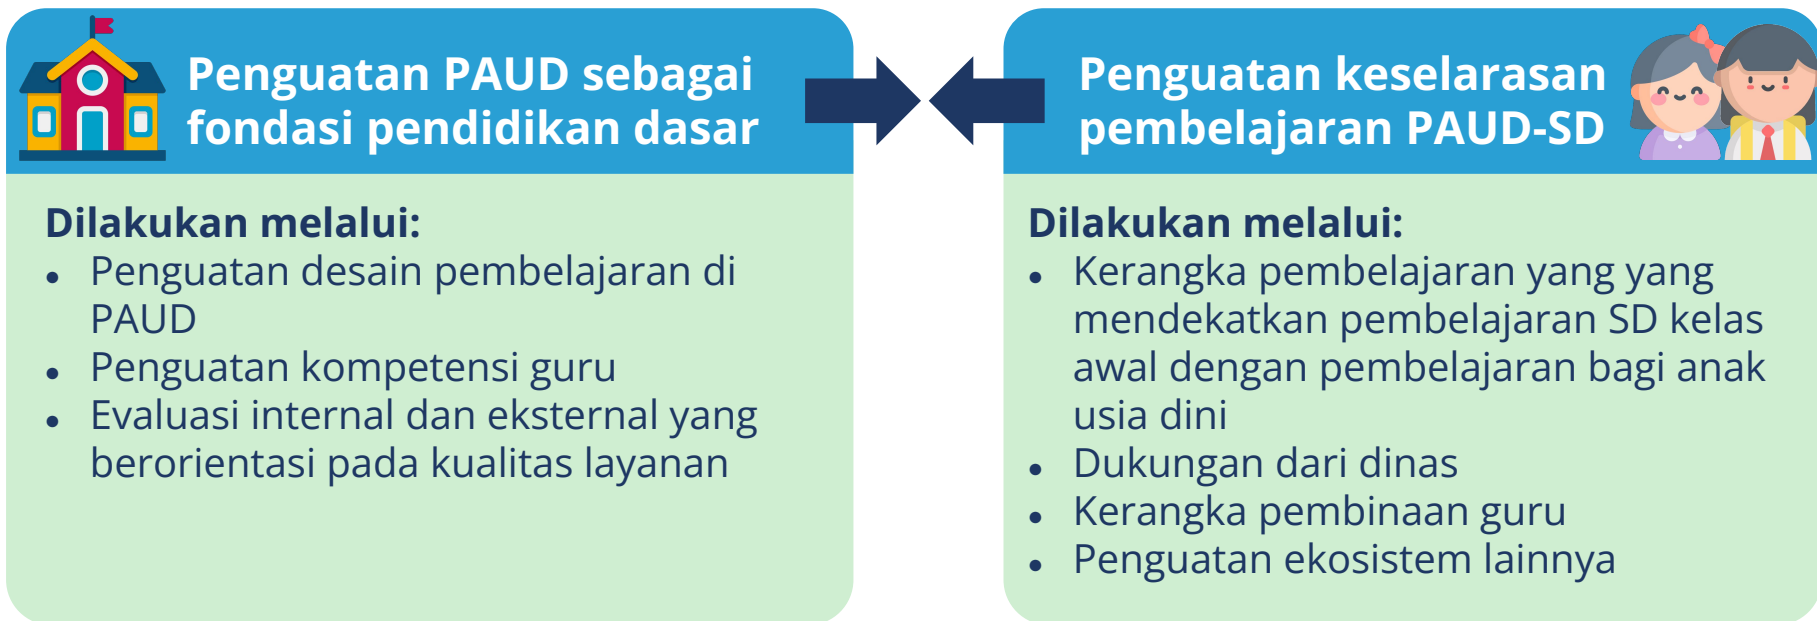 Penguatan PAUD sebagai
fondasi pendidikan dasar
Dilakukan melalui:
● Penguatan desain pembelajaran di
PAUD
● Penguatan kompetensi guru
● Evaluasi internal dan eksternal yang
berorientasi pada kualitas layanan
Penguatan keselarasan
pembelajaran PAUD-SD
Dilakukan melalui:
● Kerangka pembelajaran yang yang
mendekatkan pembelajaran SD kelas
awal dengan pembelajaran bagi anak
usia dini
● Dukungan dari dinas
● Kerangka pembinaan guru
● Penguatan ekosistem lainnya